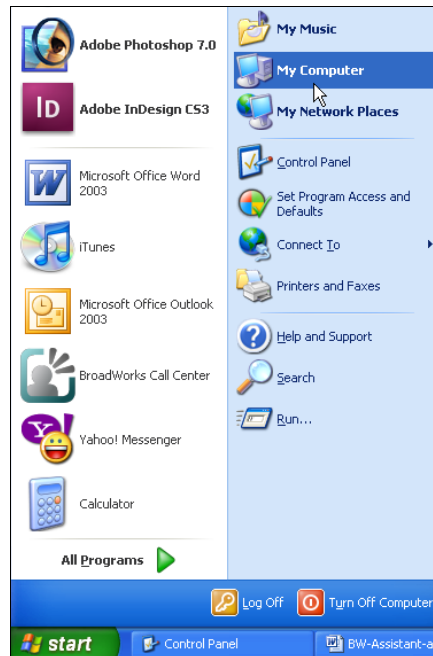 Adobe Photoshop 7.0
ID Adobe InDesign CS3
W Microsoft Office Word
2003
iTunes
Microsoft Office Outlook
2003
BroadWorks Call Center
Y! Yahoo! Messenger
Calculator
All Programs
My Music
My Computer
My Network Places
Control Panel
Set Program Access and
Defaults
Connect To
Printers and Faxes
Help and Support
Search
Run...
Log Off Turn Off Computer
start Control Panel BW-Assistant-a